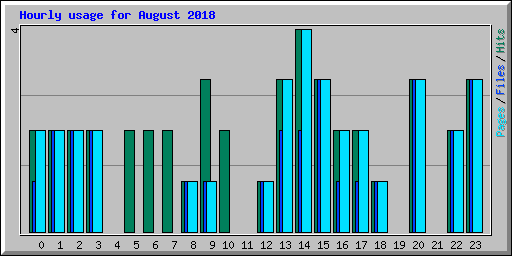 Hourly usage for August 2018
4
Pages/Files/Hits
0 1 2 3 4 5 6 7 8 9 10 11 12 13 14 15 16 17 18 19 20 21 22 23